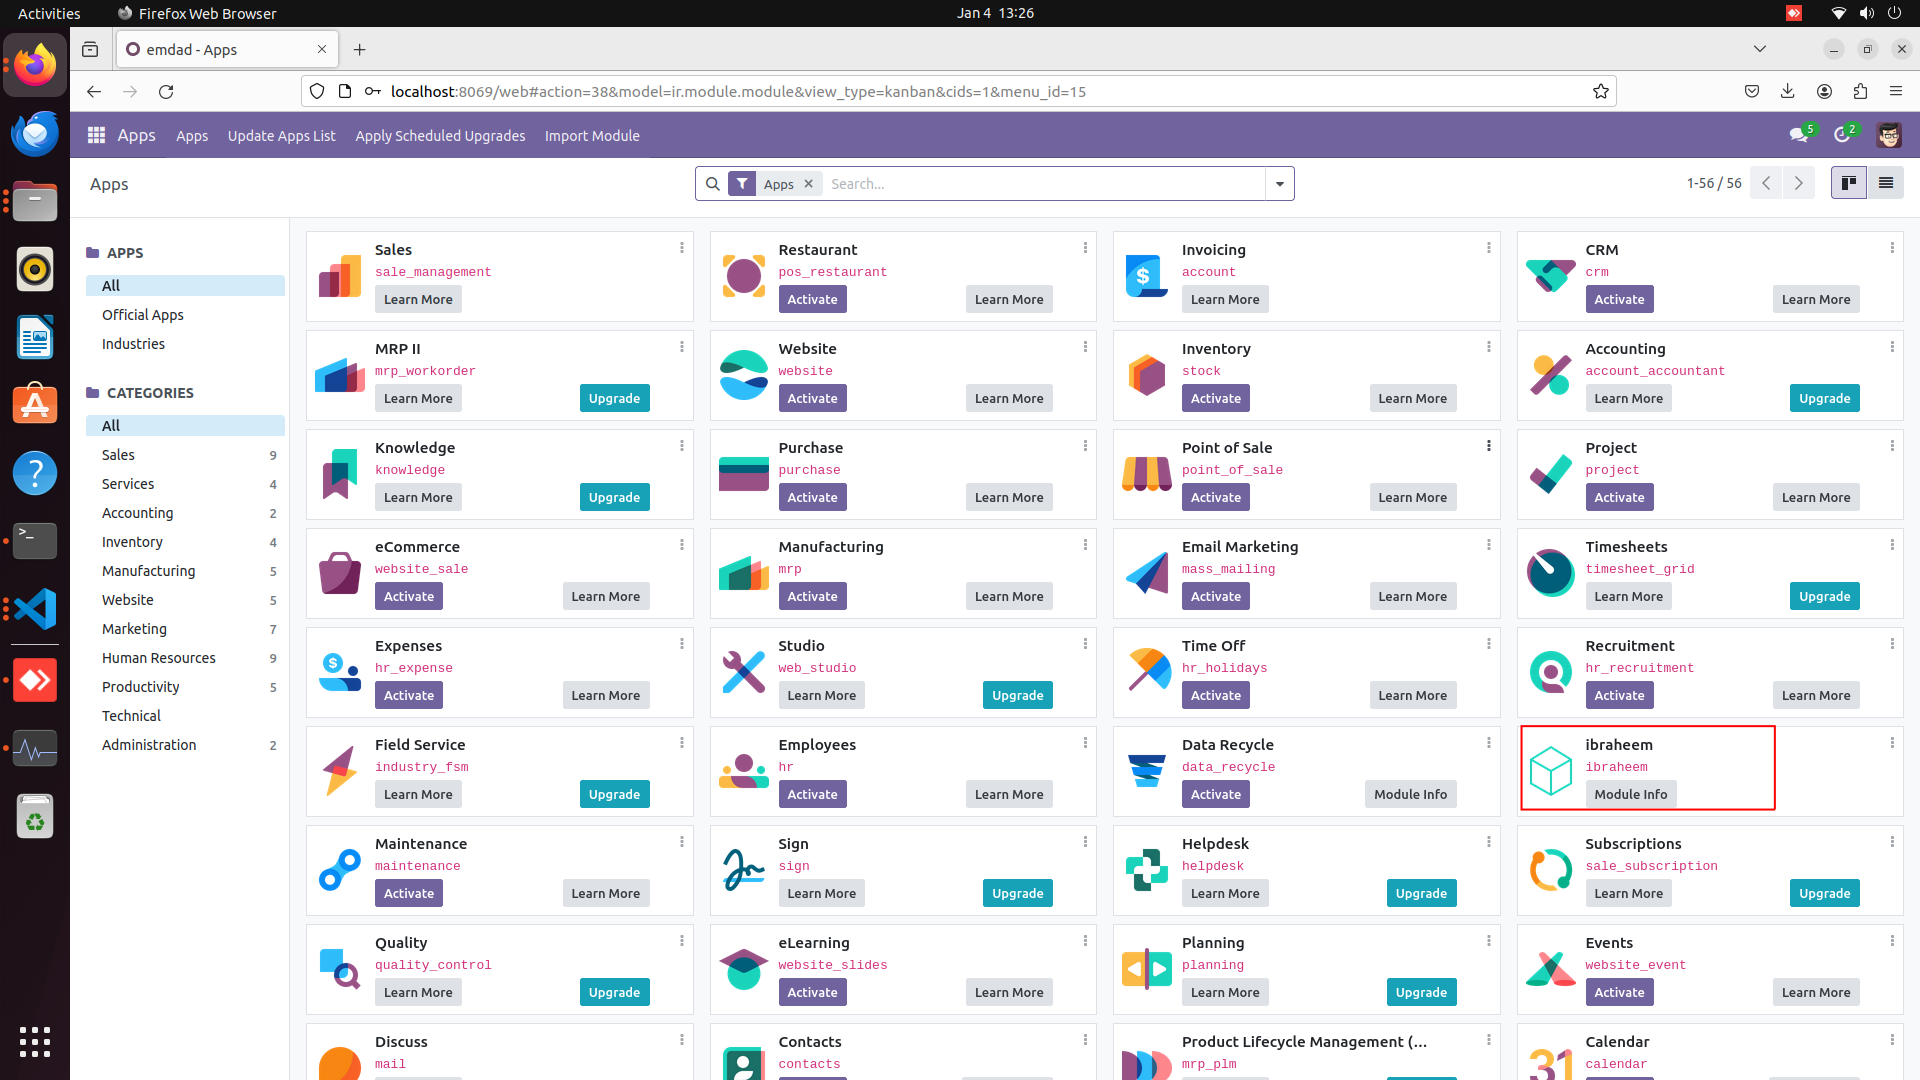 Activities
Firefox Web Browser
Jan 4 13:26
emdad - Apps
localhost:8069/web#action=38&model=ir.module.module&view_type=kanban&cids=1&menu_id=15
Apps
Apps
Update Apps List
Apply Scheduled Upgrades
Import Module
5
2
Apps
Apps
Search...
1-56 / 56
APPS
All
Official Apps
Industries
CATEGORIES
All
Sales 9
Services 4
Accounting 2
Inventory 4
Manufacturing 5
Website 5
Marketing 7
Human Resources 9
Productivity 5
Technical
Administration 2
Sales
sale_management
Learn More
Restaurant
pos_restaurant
Activate Learn More
Invoicing
account
Learn More
CRM
crm
Activate Learn More
MRP II
mrp_workorder
Learn More Upgrade
Website
website
Activate Learn More
Inventory
stock
Activate Learn More
Accounting
account_accountant
Learn More Upgrade
Knowledge
knowledge
Learn More Upgrade
Purchase
purchase
Activate Learn More
Point of Sale
point_of_sale
Activate Learn More
Project
project
Activate Learn More
eCommerce
website_sale
Activate Learn More
Manufacturing
mrp
Activate Learn More
Email Marketing
mass_mailing
Activate Learn More
Timesheets
timesheet_grid
Learn More Upgrade
Expenses
hr_expense
Activate Learn More
Studio
web_studio
Learn More Upgrade
Time Off
hr_holidays
Activate Learn More
Recruitment
hr_recruitment
Activate Learn More
Field Service
industry_fsm
Learn More Upgrade
Employees
hr
Activate Learn More
Data Recycle
data_recycle
Activate Module Info
ibraheem
ibraheem
Module Info
Maintenance
maintenance
Activate Learn More
Sign
sign
Learn More Upgrade
Helpdesk
helpdesk
Learn More Upgrade
Subscriptions
sale_subscription
Learn More Upgrade
Quality
quality_control
Learn More Upgrade
eLearning
website_slides
Activate Learn More
Planning
planning
Learn More Upgrade
Events
website_event
Activate Learn More
Discuss
mail
Contacts
contacts
Product Lifecycle Management (...
mrp_plm
Calendar
calendar
31